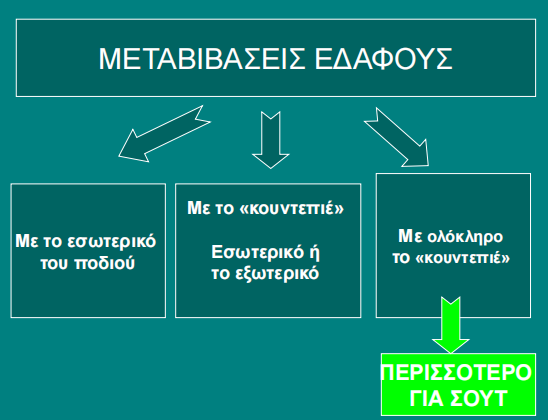 ΜΕΤΑΒΙΒΑΣΕΙΣ ΕΔΑΦΟΥΣ
Με το εσωτερικό
του ποδιού
Με το «κουντεπιέ»
Εσωτερικό ή
το εξωτερικό
Με ολόκληρο
το «κουντεπιέ»
ΠΕΡΙΣΣΟΤΕΡΟ
ΓΙΑ ΣΟΥΤ